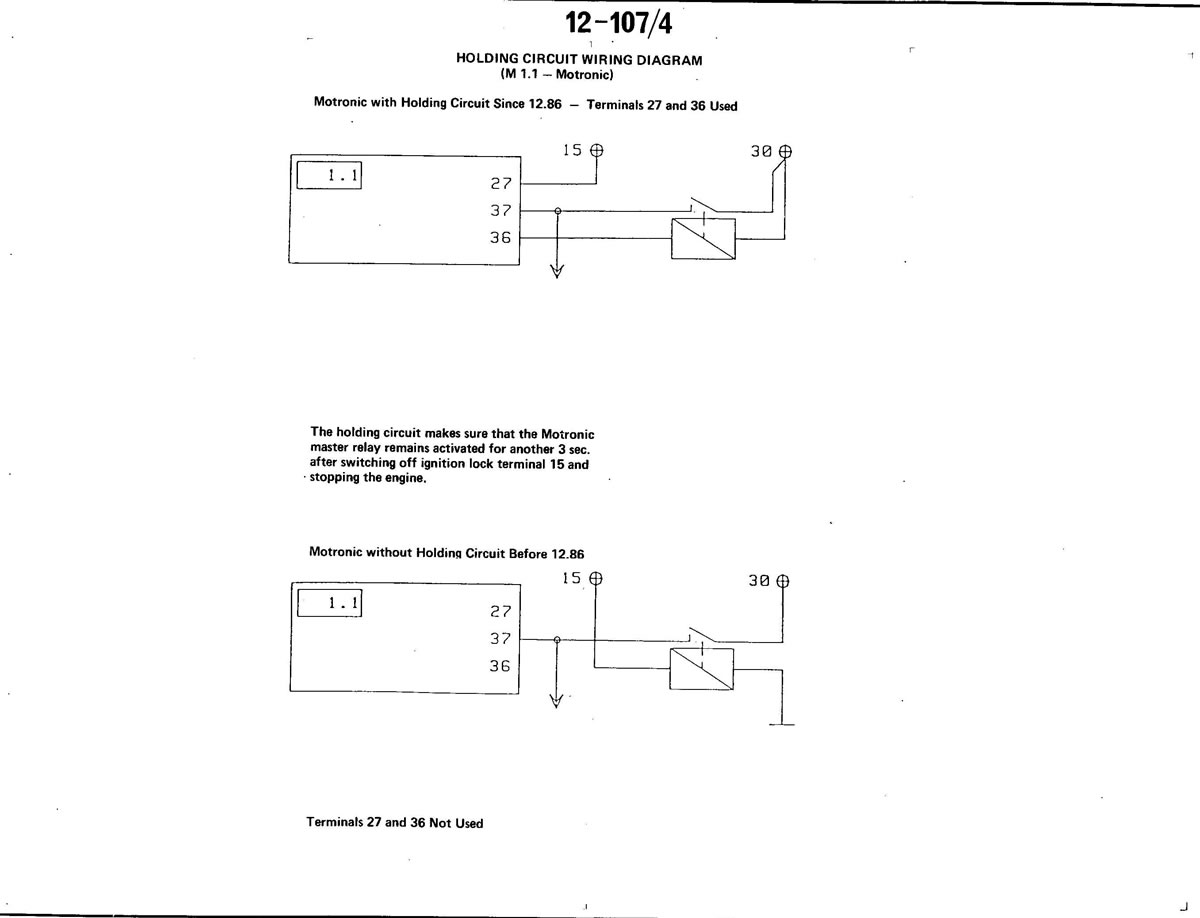 12-107/4
HOLDING CIRCUIT WIRING DIAGRAM
(M 1.1 – Motronic)
Motronic with Holding Circuit Since 12.86 – Terminals 27 and 36 Used
15
30
1.1
27
37
36
The holding circuit makes sure that the Motronic
master relay remains activated for another 3 sec.
after switching off ignition lock terminal 15 and
stopping the engine.
Motronic without Holding Circuit Before 12.86
15
30
1.1
27
37
36
Terminals 27 and 36 Not Used